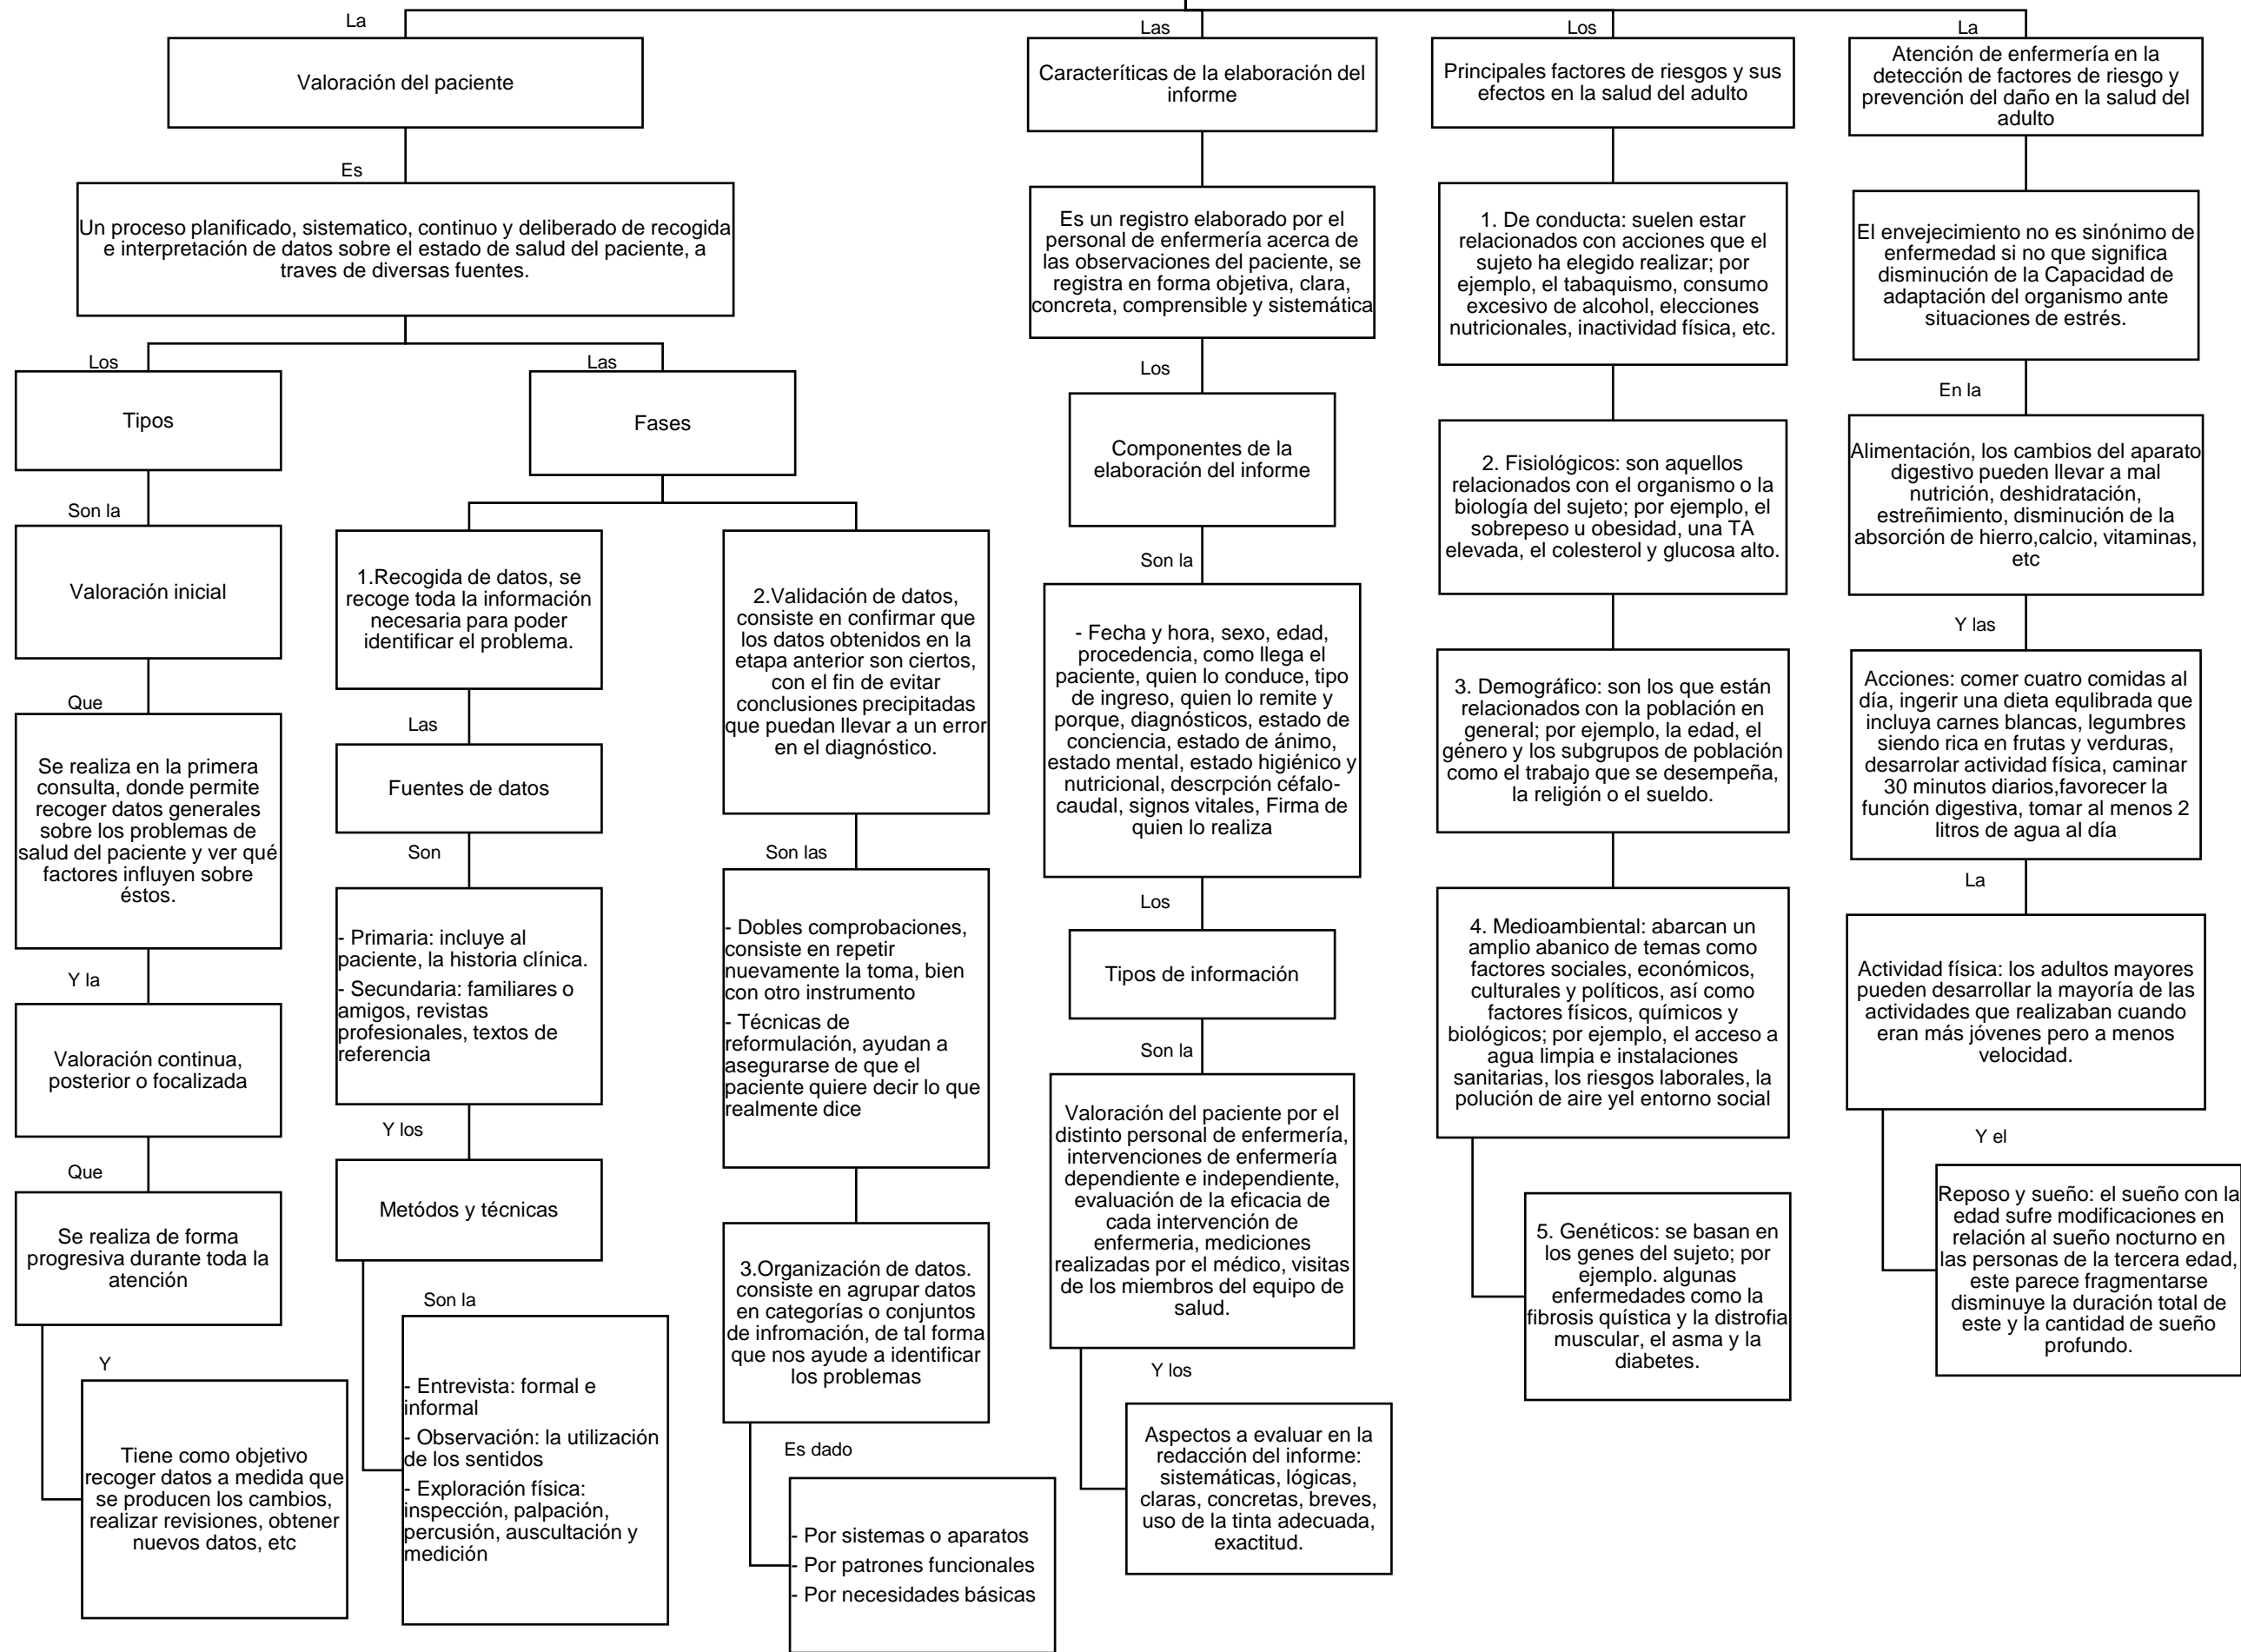 La
Valoración del paciente
Es
Un proceso planificado, sistematico, continuo y deliberado de recogida
e interpretación de datos sobre el estado de salud del paciente, a
traves de diversas fuentes.
Los
Tipos
Son la
Valoración inicial
Que
Se realiza en la primera
consulta, donde permite
recoger datos generales
sobre los problemas de
salud del paciente y ver qué
factores influyen sobre
éstos.
Y la
Valoración continua,
posterior o focalizada
Que
Se realiza de forma
progresiva durante toda la
atención
Y
Tiene como objetivo
recoger datos a medida que
se producen los cambios,
realizar revisiones, obtener
nuevos datos, etc
Las
Fases
1.Recogida de datos, se
recoge toda la información
necesaria para poder
identificar el problema.
Las
Fuentes de datos
Son
- Primaria: incluye al
paciente, la historia clínica.
- Secundaria: familiares o
amigos, revistas
profesionales, textos de
referencia
Y los
Metódos y técnicas
Son la
- Entrevista: formal e
informal
- Observación: la utilización
de los sentidos
- Exploración física:
inspección, palpación,
percusión, auscultación y
medición
2.Validación de datos,
consiste en confirmar que
los datos obtenidos en la
etapa anterior son ciertos,
con el fin de evitar
conclusiones precipitadas
que puedan llevar a un error
en el diagnóstico.
Son las
- Dobles comprobaciones,
consiste en repetir
nuevamente la toma, bien
con otro instrumento
- Técnicas de
reformulación, ayudan a
asegurarse de que el
paciente quiere decir lo que
realmente dice
3.Organización de datos.
consiste en agrupar datos
en categorías o conjuntos
de infromación, de tal forma
que nos ayude a identificar
los problemas
Es dado
- Por sistemas o aparatos
- Por patrones funcionales
- Por necesidades básicas
Las
Caracteríticas de la elaboración del
informe
Es un registro elaborado por el
personal de enfermería acerca de
las observaciones del paciente, se
registra en forma objetiva, clara,
concreta, comprensible y sistemática
Los
Componentes de la
elaboración del informe
Son la
- Fecha y hora, sexo, edad,
procedencia, como llega el
paciente, quien lo conduce, tipo
de ingreso, quien lo remite y
porque, diagnósticos, estado de
conciencia, estado de ánimo,
estado mental, estado higiénico y
nutricional, descrpción céfalo-
caudal, signos vitales, Firma de
quien lo realiza
Los
Tipos de información
Son la
Valoración del paciente por el
distinto personal de enfermería,
intervenciones de enfermería
dependiente e independiente,
evaluación de la eficacia de
cada intervención de
enfermeria, mediciones
realizadas por el médico, visitas
de los miembros del equipo de
salud.
Y los
Aspectos a evaluar en la
redacción del informe:
sistemáticas, lógicas,
claras, concretas, breves,
uso de la tinta adecuada,
exactitud.
Los
Principales factores de riesgos y sus
efectos en la salud del adulto
1. De conducta: suelen estar
relacionados con acciones que el
sujeto ha elegido realizar; por
ejemplo, el tabaquismo, consumo
excesivo de alcohol, elecciones
nutricionales, inactividad física, etc.
2. Fisiológicos: son aquellos
relacionados con el organismo o la
biología del sujeto; por ejemplo, el
sobrepeso u obesidad, una TA
elevada, el colesterol y glucosa alto.
3. Demográfico: son los que están
relacionados con la población en
general; por ejemplo, la edad, el
género y los subgrupos de población
como el trabajo que se desempeña,
la religión o el sueldo.
4. Medioambiental: abarcan un
amplio abanico de temas como
factores sociales, económicos,
culturales y políticos, así como
factores físicos, químicos y
biológicos; por ejemplo, el acceso a
agua limpia e instalaciones
sanitarias, los riesgos laborales, la
polución de aire yel entorno social
5. Genéticos: se basan en
los genes del sujeto; por
ejemplo. algunas
enfermedades como la
fibrosis quística y la distrofia
muscular, el asma y la
diabetes.
La
Atención de enfermería en la
detección de factores de riesgo y
prevención del daño en la salud del
adulto
El envejecimiento no es sinónimo de
enfermedad si no que significa
disminución de la Capacidad de
adaptación del organismo ante
situaciones de estrés.
En la
Alimentación, los cambios del aparato
digestivo pueden llevar a mal
nutrición, deshidratación,
estreñimiento, disminución de la
absorción de hierro,calcio, vitaminas,
etc
Y las
Acciones: comer cuatro comidas al
día, ingerir una dieta equlibrada que
incluya carnes blancas, legumbres
siendo rica en frutas y verduras,
desarrolar actividad física, caminar
30 minutos diarios,favorecer la
función digestiva, tomar al menos 2
litros de agua al día
La
Actividad física: los adultos mayores
pueden desarrollar la mayoría de las
actividades que realizaban cuando
eran más jóvenes pero a menos
velocidad.
Y el
Reposo y sueño: el sueño con la
edad sufre modificaciones en
relación al sueño nocturno en
las personas de la tercera edad,
este parece fragmentarse
disminuye la duración total de
este y la cantidad de sueño
profundo.